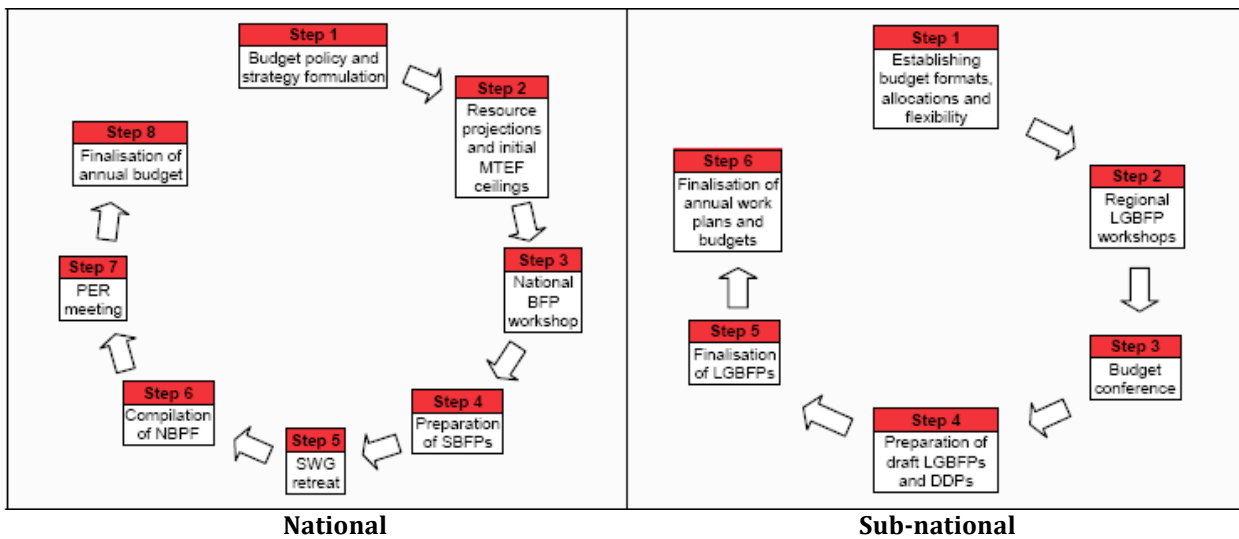 Step 1
Budget policy and
strategy formulation
Step 2
Resource
projections
and initial
MTEF
ceilings
Step 3
National
BFP
workshop
Step 4
Preparation
of SBFPs
Step 5
SWG
retreat
Step 6
Compilation
of NBPF
Step 7
PER
meeting
Step 8
Finalisation of
annual budget
National
Step 1
Establishing
budget formats,
allocations and
flexibility
Step 2
Regional
LGBFP
workshops
Step 3
Budget
conference
Step 4
Preparation of
draft LGBFPs
and DDPs
Step 5
Finalisation
of LGBFPs
Step 6
Finalisation of
annual work
plans and
budgets
Sub-national